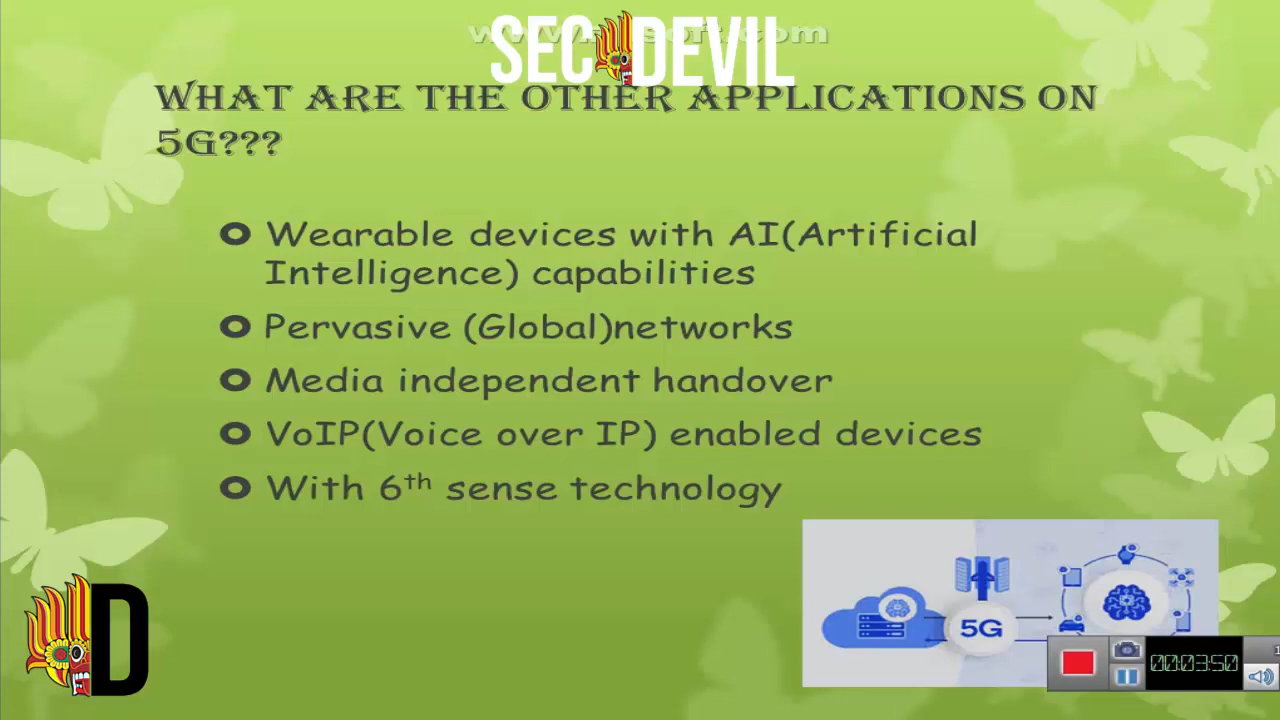 SEC DEVIL
WHAT ARE THE OTHER APPLICATIONS ON
5G???
Wearable devices with AI(Artificial
Intelligence) capabilities
Pervasive (Global)networks
Media independent handover
VoIP(Voice over IP) enabled devices
With 6th sense technology
5G
00:03:50
D